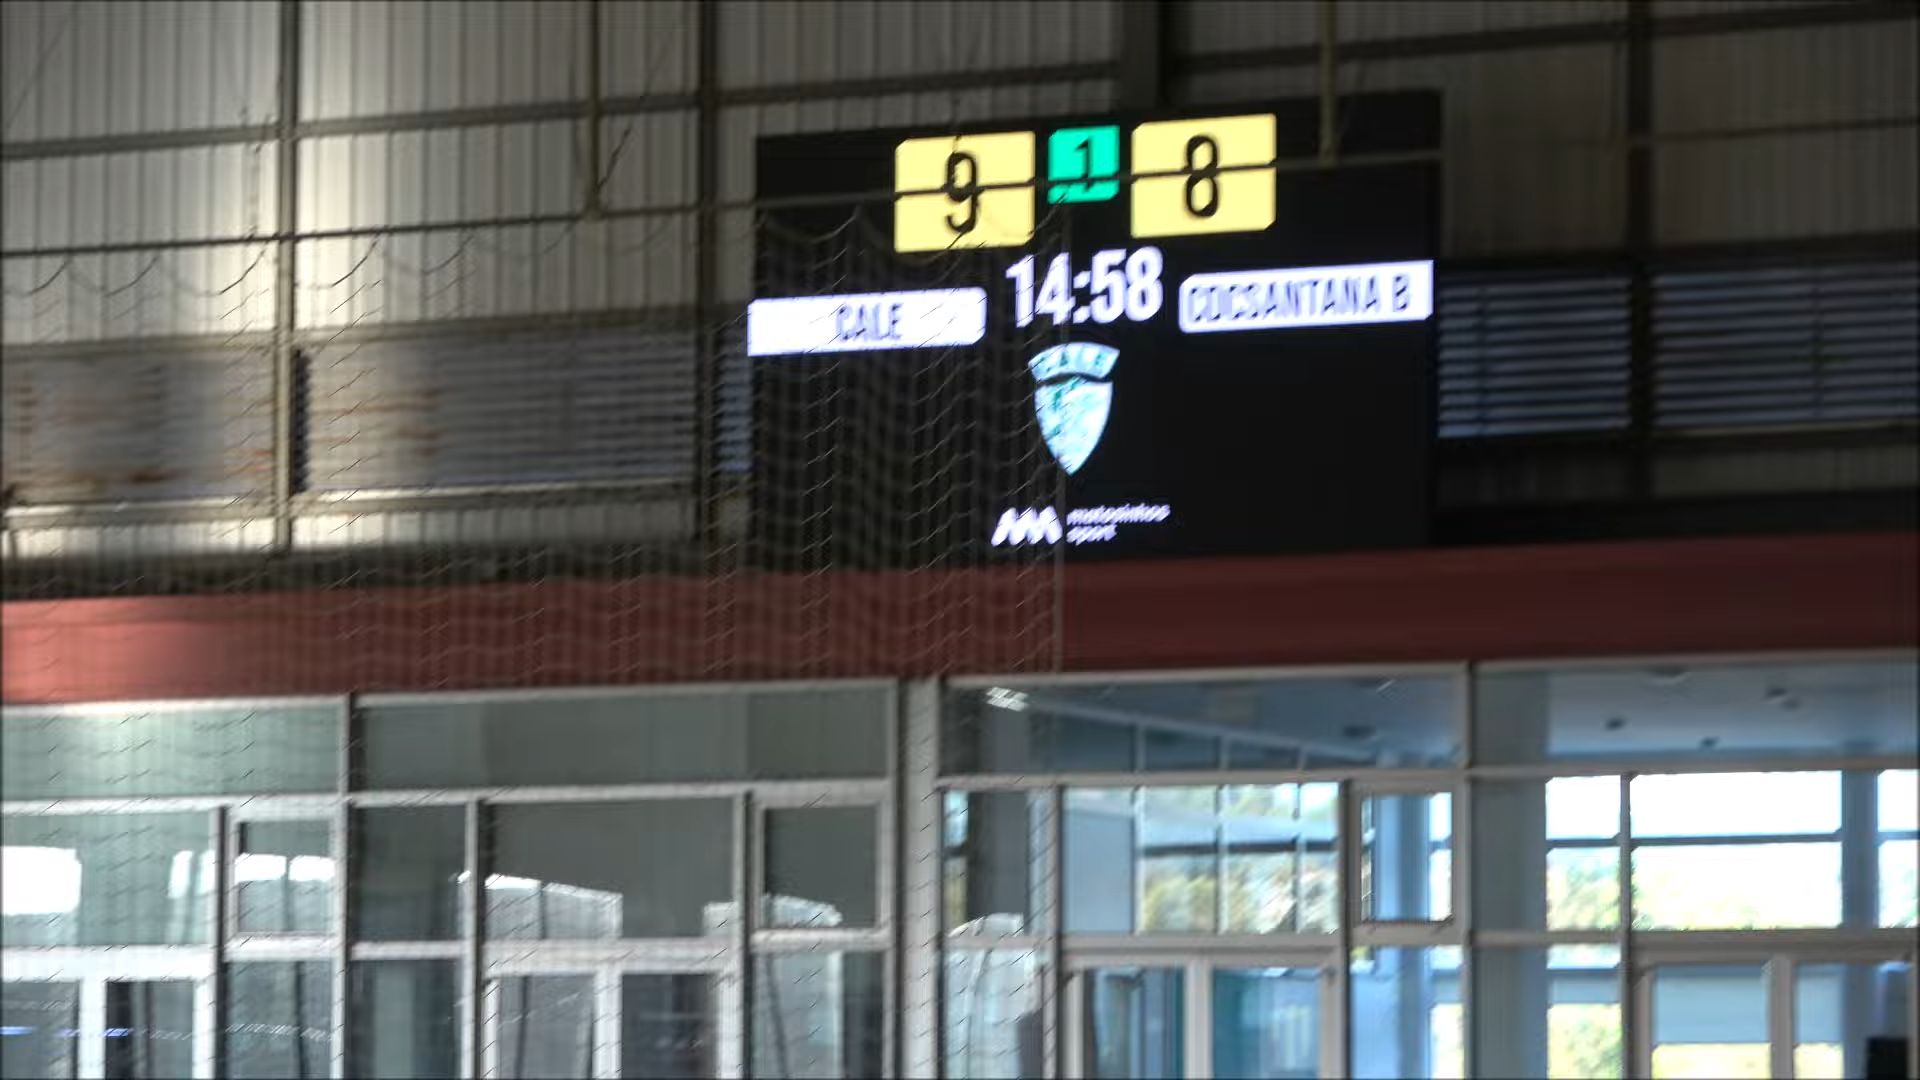 9 1 8
14:58
CALE CDCSANTANA B
CALE
matosinhos
sport